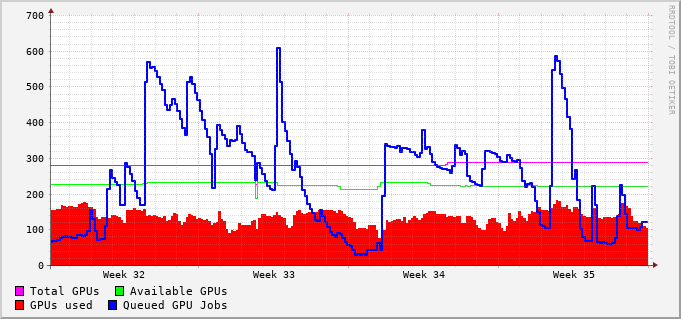 RRDTOOL / TOBI OETIKER
700
600
500
400
300
200
100
0
Week 32 Week 33 Week 34 Week 35
Total GPUs Available GPUs
GPUs used Queued GPU Jobs